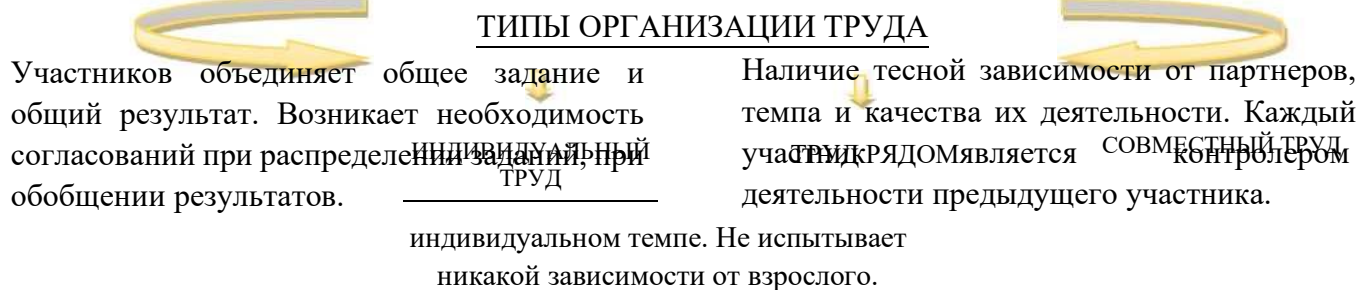 ТИПЫ ОРГАНИЗАЦИИ ТРУДА
Участников объединяет общее задание и
общий результат. Возникает необходимость
согласований при распределении заданий, при
обобщении результатов.
ИНДИВИДУАЛЬНЫЙ
ТРУД
Наличие тесной зависимости от партнеров,
темпа и качества их деятельности. Каждый
участник является контролером
деятельности предыдущего участника.
ТРУД РЯДОМ
СОВМЕСТНЫЙ ТРУД
индивидуальном темпе. Не испытывает
никакой зависимости от взрослого.